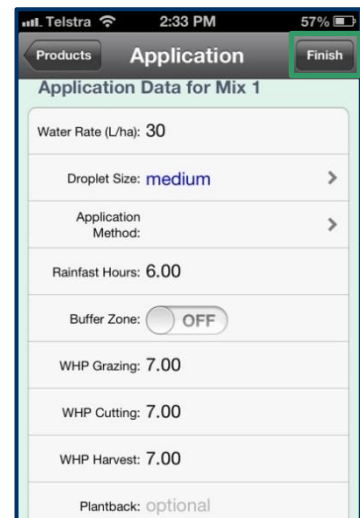 Telstra 2:33 PM 57%
Products Application Finish
Application Data for Mix 1
Water Rate (L/ha): 30
Droplet Size: medium
Application
Method:
Rainfast Hours: 6.00
Buffer Zone: OFF
WHP Grazing: 7.00
WHP Cutting: 7.00
WHP Harvest: 7.00
Plantback: optional